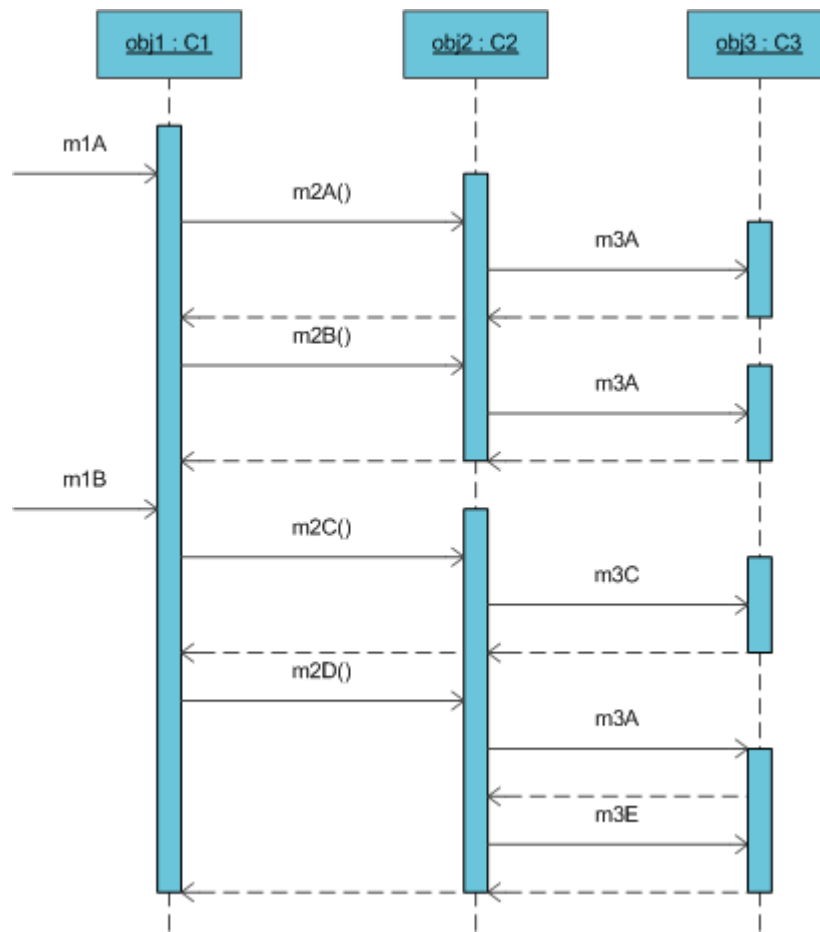 obj1 : C1
obj2 : C2
obj3 : C3
m1A
m2A()
m3A
m2B()
m3A
m1B
m2C()
m3C
m2D()
m3A
m3E